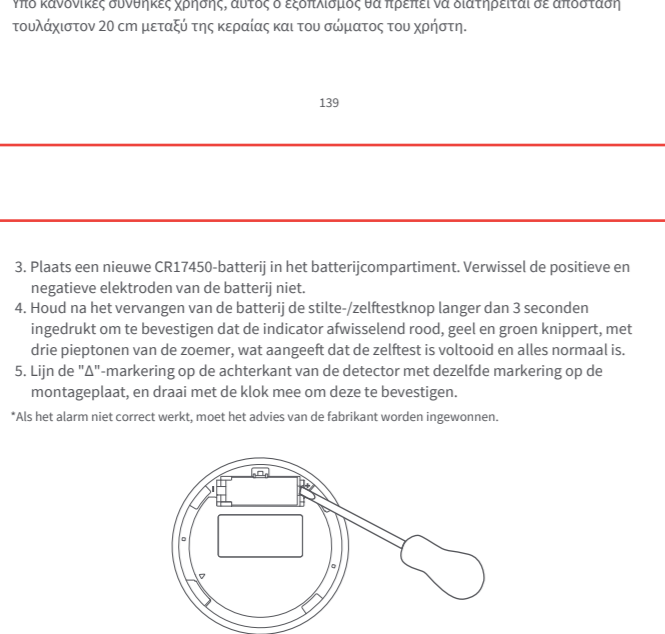 Υπό κανονικές συνθήκες χρήσης, αυτός ο εξοπλισμός θα πρέπει να διατηρείται σε απόσταση
τουλάχιστον 20 cm μεταξύ της κεραίας και του σώματος του χρήστη.
139
3. Plaats een nieuwe CR17450-batterij in het batterijcompartiment. Verwissel de positieve en
negatieve elektroden van de batterij niet.
4. Houd na het vervangen van de batterij de stilte-/zelftestknop langer dan 3 seconden
ingedrukt om te bevestigen dat de indicator afwisselend rood, geel en groen knippert, met
drie pieptonen van de zoemer, wat aangeeft dat de zelftest is voltooid en alles normaal is.
5. Lijn de "Δ"-markering op de achterkant van de detector met dezelfde markering op de
montageplaat, en draai met de klok mee om deze te bevestigen.
*Als het alarm niet correct werkt, moet het advies van de fabrikant worden ingewonnen.